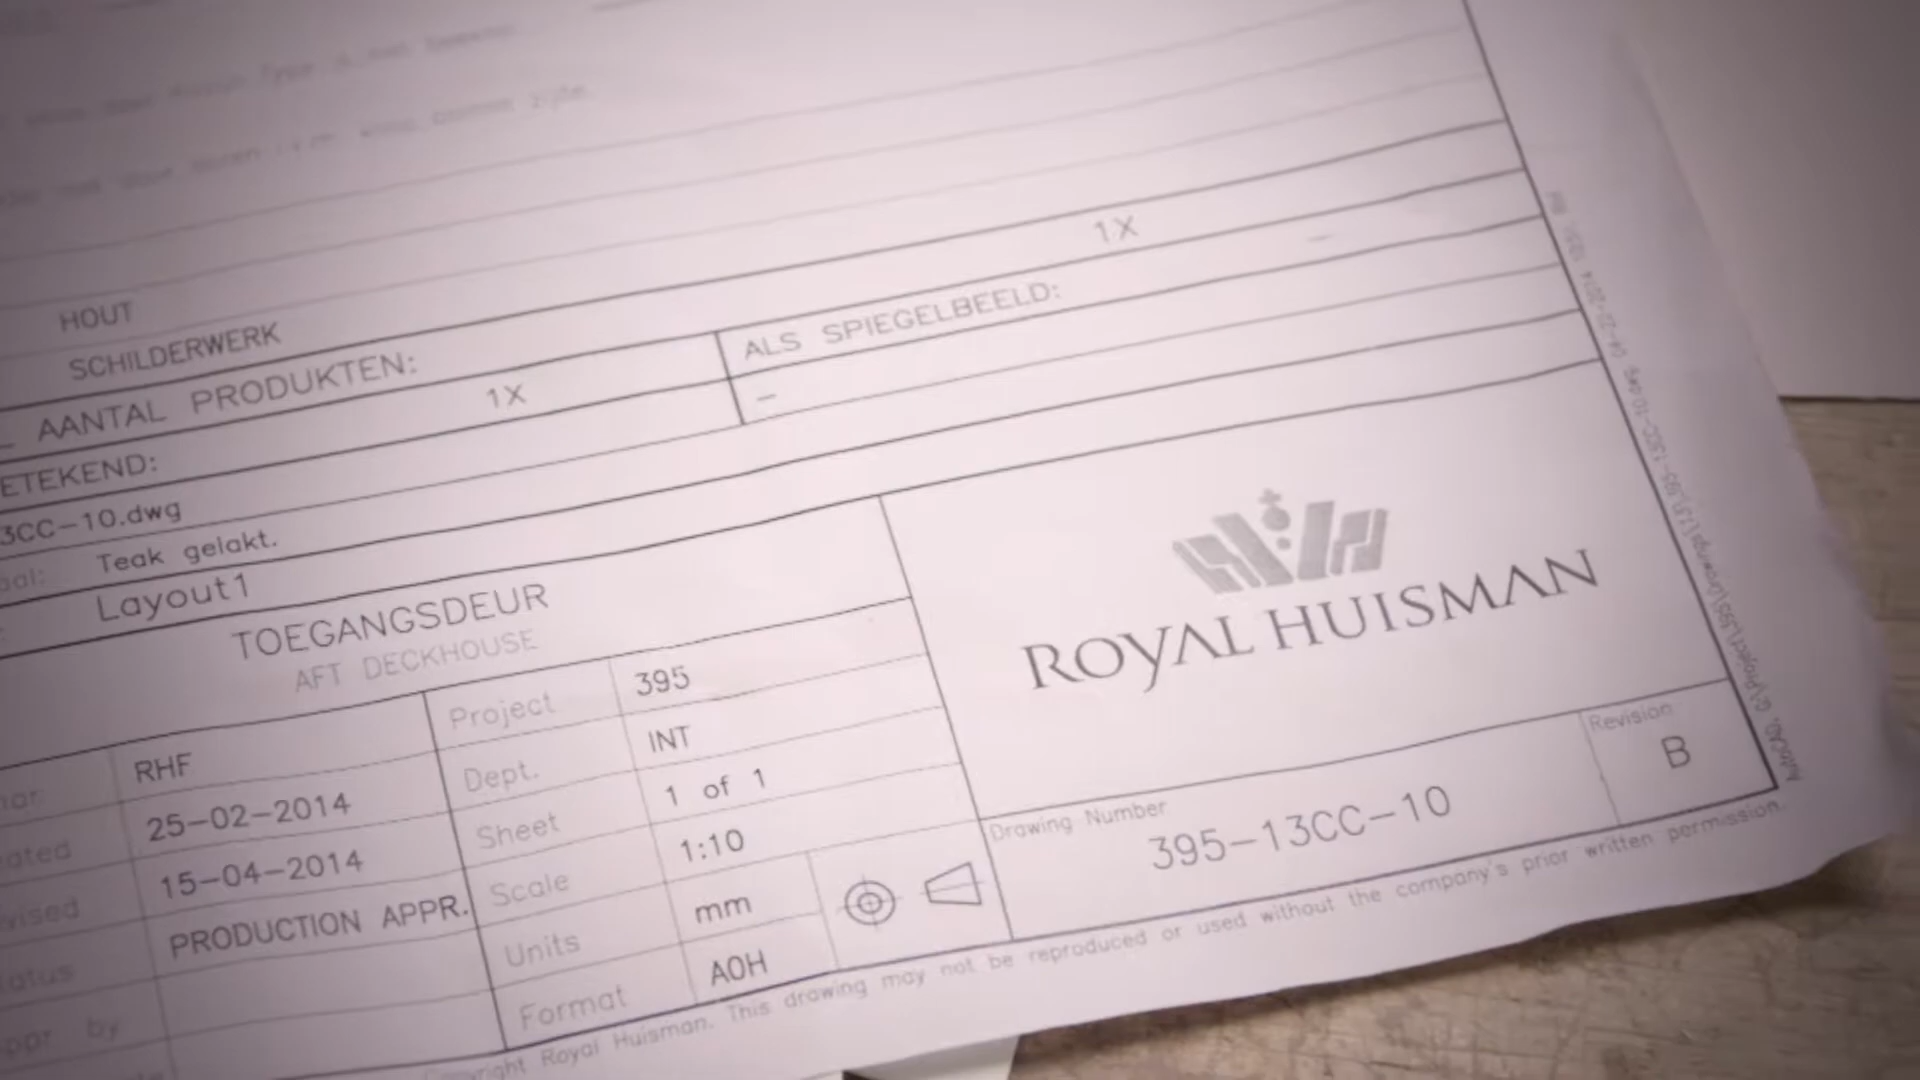 HOUT
SCHILDERWERK
1X
AANTAL PRODUKTEN:
1X
ALS SPIEGELBEELD:
–
–
ETEKEND:
3CC-10.dwg
Teak gelakt.
Layout1
TOEGANGSDEUR
AFT DECKHOUSE
ROYAL HUISMAN
RHF
Project 395
25-02-2014
Dept. INT
15-04-2014
Sheet 1 of 1
PRODUCTION APPR.
Scale 1:10
Units mm
Format A0H
by
Drawing Number
395-13CC-10
Revision
B
Royal Huisman. This drawing may not be reproduced or used without the company's prior written permission.